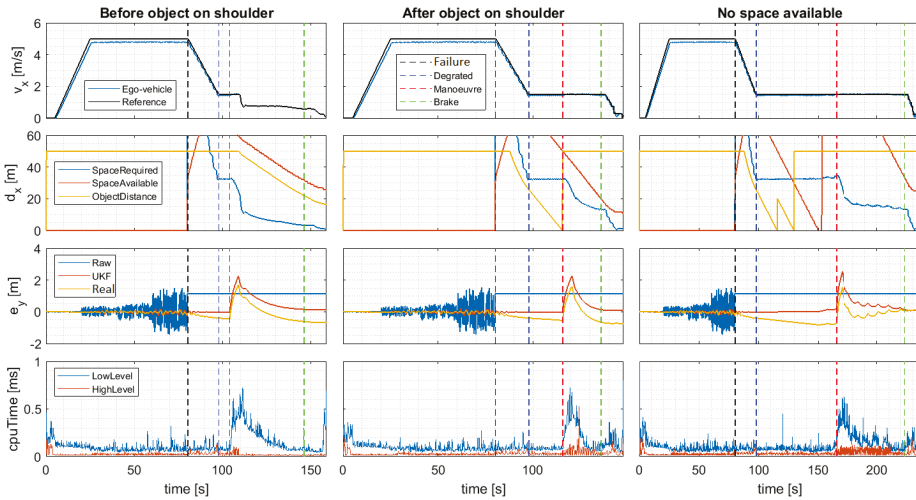 Before object on shoulder
After object on shoulder
No space available
6
4
2
0
v_x [m/s]
Ego-vehicle
Reference
Failure
Degrated
Manoeuvre
Brake
60
40
20
0
d_x [m]
SpaceRequired
SpaceAvailable
ObjectDistance
4
2
0
-2
e_y [m]
Raw
UKF
Real
1
0.5
0
cpuTime [ms]
LowLevel
HighLevel
0 50 100 150
0 50 100
0 50 100 150 200
time [s]
time [s]
time [s]